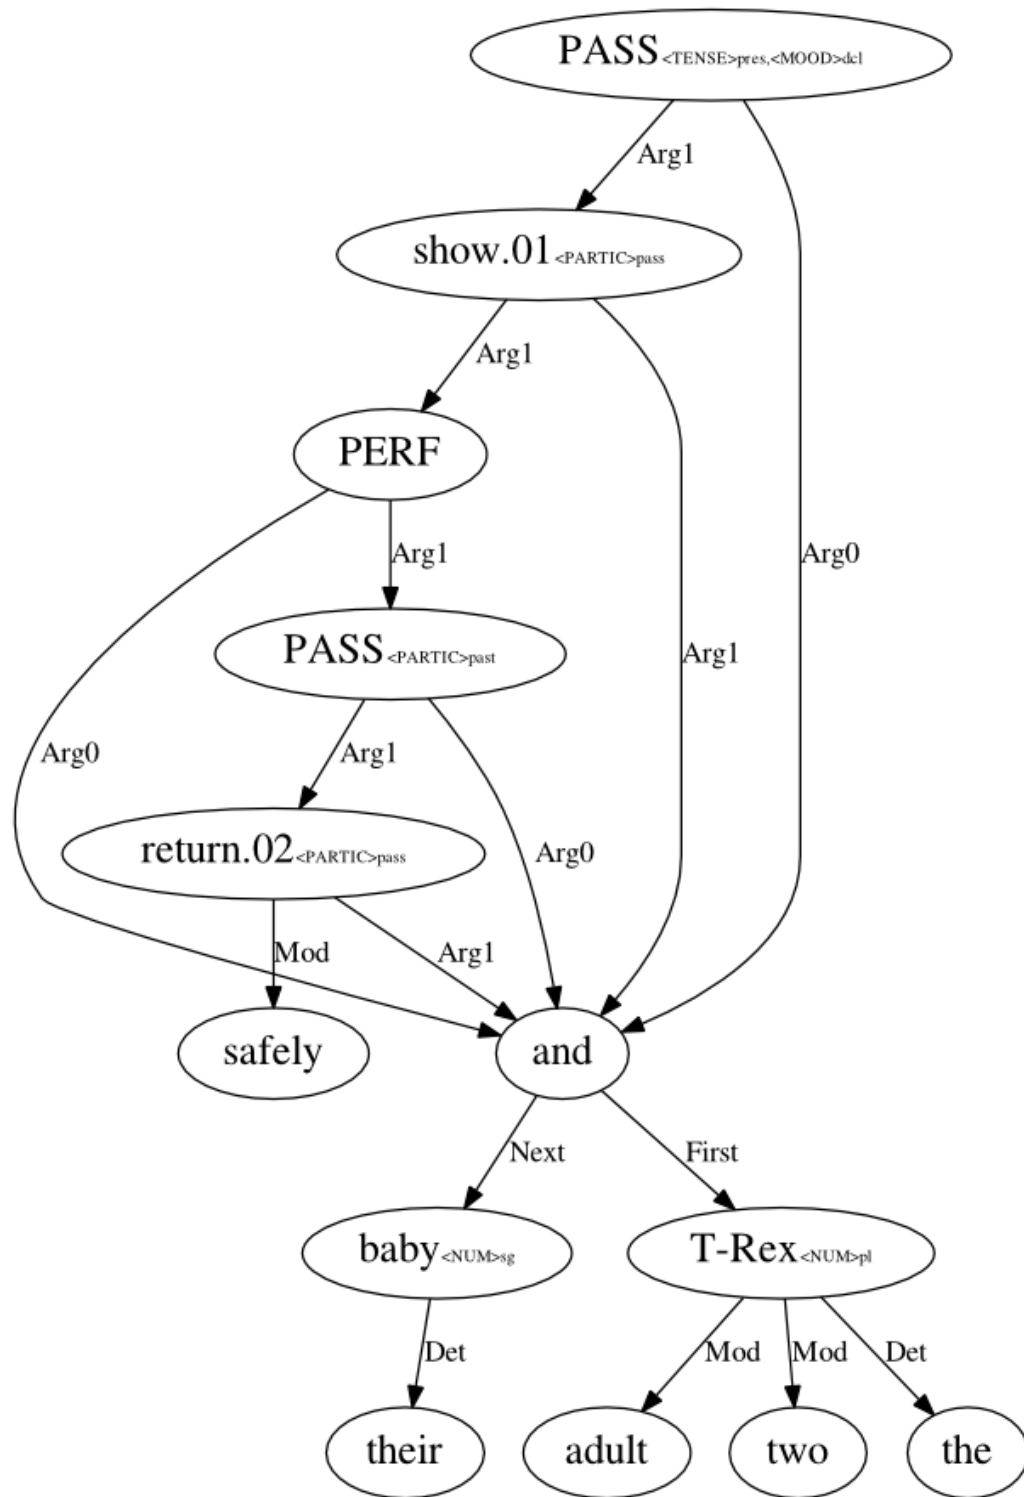 PASS<TENSE>pres,<MOOD>dcl
Arg1
show.01<PARTIC>pass
Arg1
PERF
Arg1 Arg0
PASS<PARTIC>past
Arg1
Arg0 Arg1
return.02<PARTIC>pass
Arg0
Mod Arg1
safely and
Next First
baby<NUM>sg T-Rex<NUM>pl
Det Mod Mod Det
their adult two the